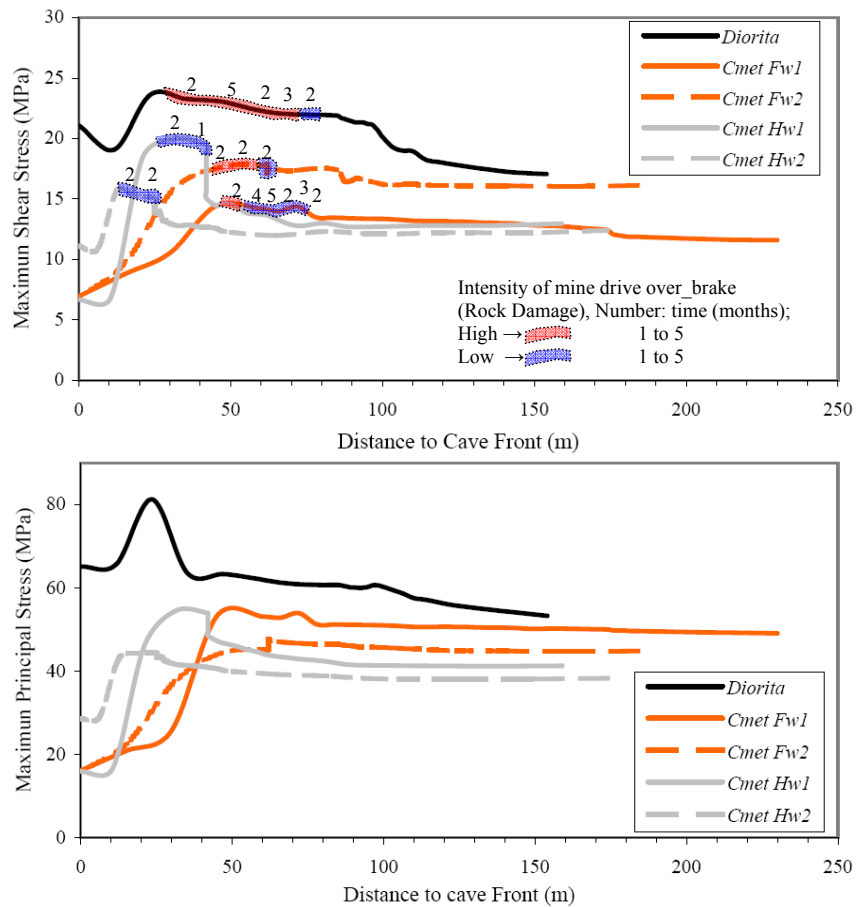 30
25
20
15
10
5
0
Maximun Shear Stress (MPa)
Diorita
Cmet Fw1
Cmet Fw2
Cmet Hw1
Cmet Hw2
2
5
2
3
2
2
1
2
2
2
2
2
2
4
5
2
3
2
Intensity of mine drive over_brake
(Rock Damage), Number: time (months);
High → 1 to 5
Low → 1 to 5
0 50 100 150 200 250
Distance to Cave Front (m)
80
60
40
20
0
Maximun Principal Stress (MPa)
Diorita
Cmet Fw1
Cmet Fw2
Cmet Hw1
Cmet Hw2
0 50 100 150 200 250
Distance to cave Front (m)